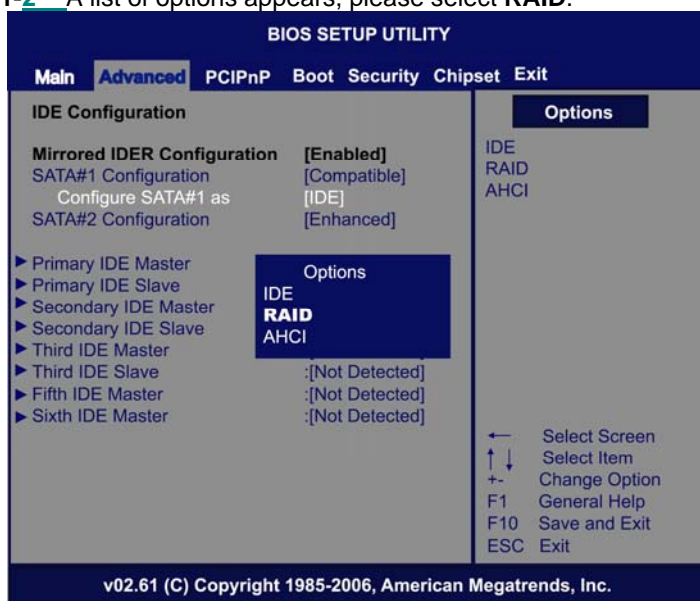 1-2 A list of options appears, please select RAID.
BIOS SETUP UTILITY
Main Advanced PCIPnP Boot Security Chipset Exit
IDE Configuration
Mirrored IDER Configuration [Enabled]
SATA#1 Configuration [Compatible]
Configure SATA#1 as [IDE]
SATA#2 Configuration [Enhanced]
Primary IDE Master
Primary IDE Slave
Secondary IDE Master
Secondary IDE Slave
Third IDE Master
Third IDE Slave :[Not Detected]
Fifth IDE Master :[Not Detected]
Sixth IDE Master :[Not Detected]
Options
IDE
RAID
AHCI
Options
IDE
RAID
AHCI
← Select Screen
↑↓ Select Item
+- Change Option
F1 General Help
F10 Save and Exit
ESC Exit
v02.61 (C) Copyright 1985-2006, American Megatrends, Inc.